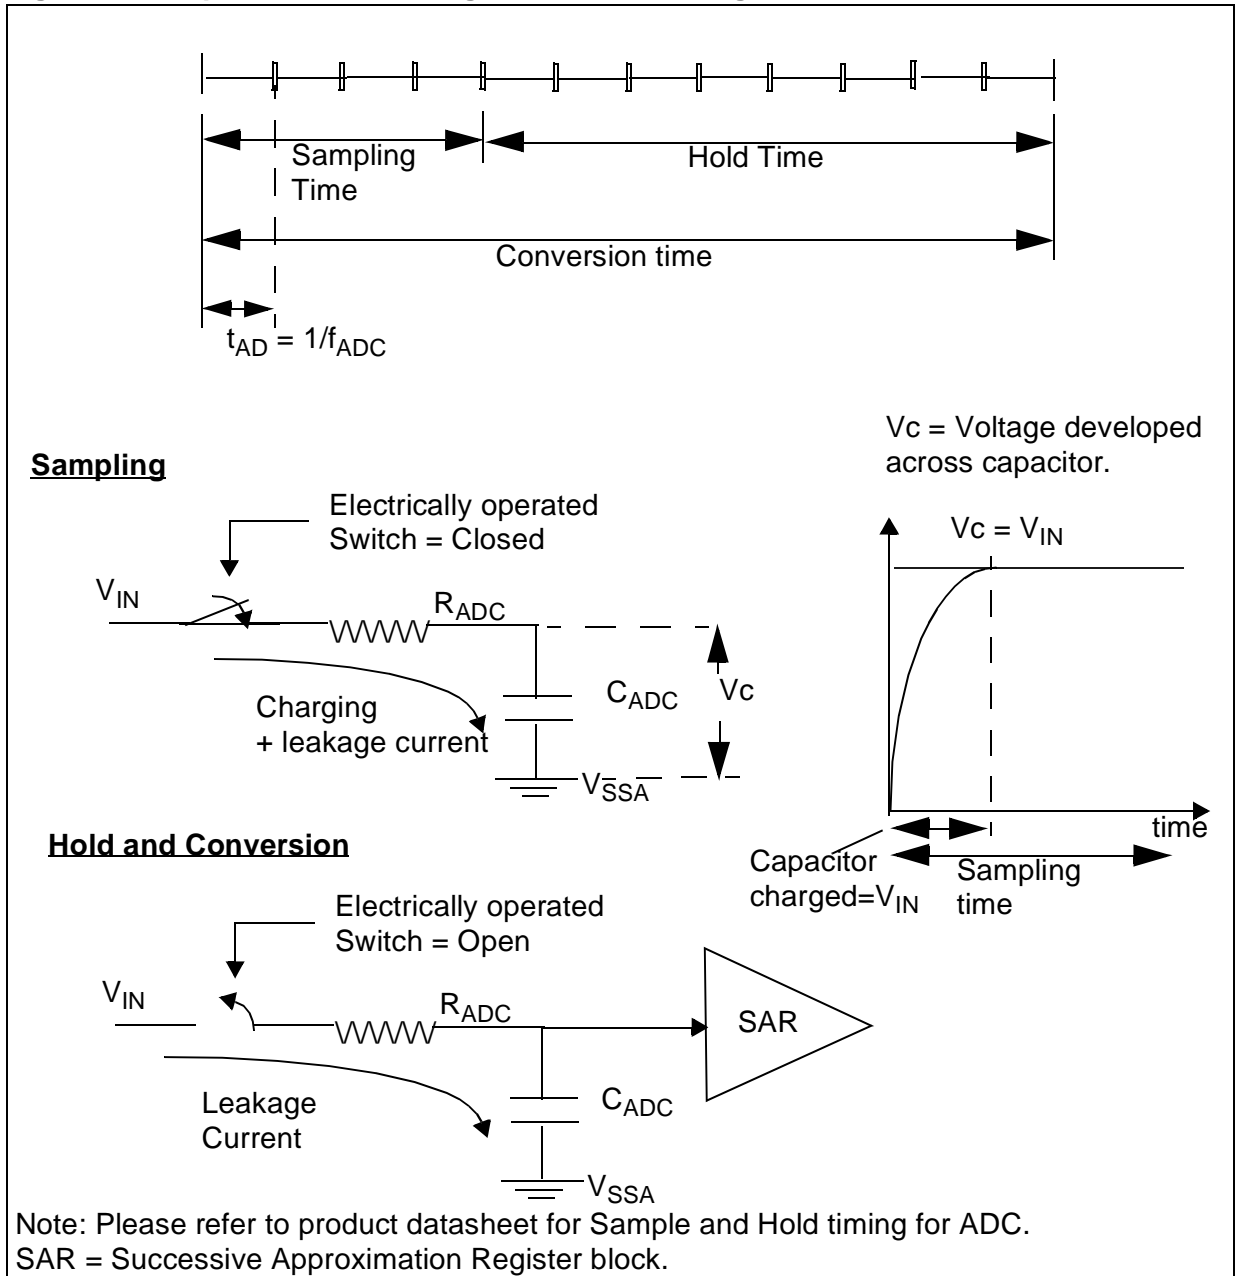 Sampling
Time
Hold Time
Conversion time
tAD = 1/fADC
Vc = Voltage developed
across capacitor.
Sampling
Electrically operated
Switch = Closed
Vc = VIN
VIN
RADC
CADC
Vc
Charging
+ leakage current
VSSA
time
Capacitor
charged=VIN
Sampling
time
Hold and Conversion
Electrically operated
Switch = Open
VIN
RADC
SAR
CADC
Leakage
Current
VSSA
Note: Please refer to product datasheet for Sample and Hold timing for ADC.
SAR = Successive Approximation Register block.